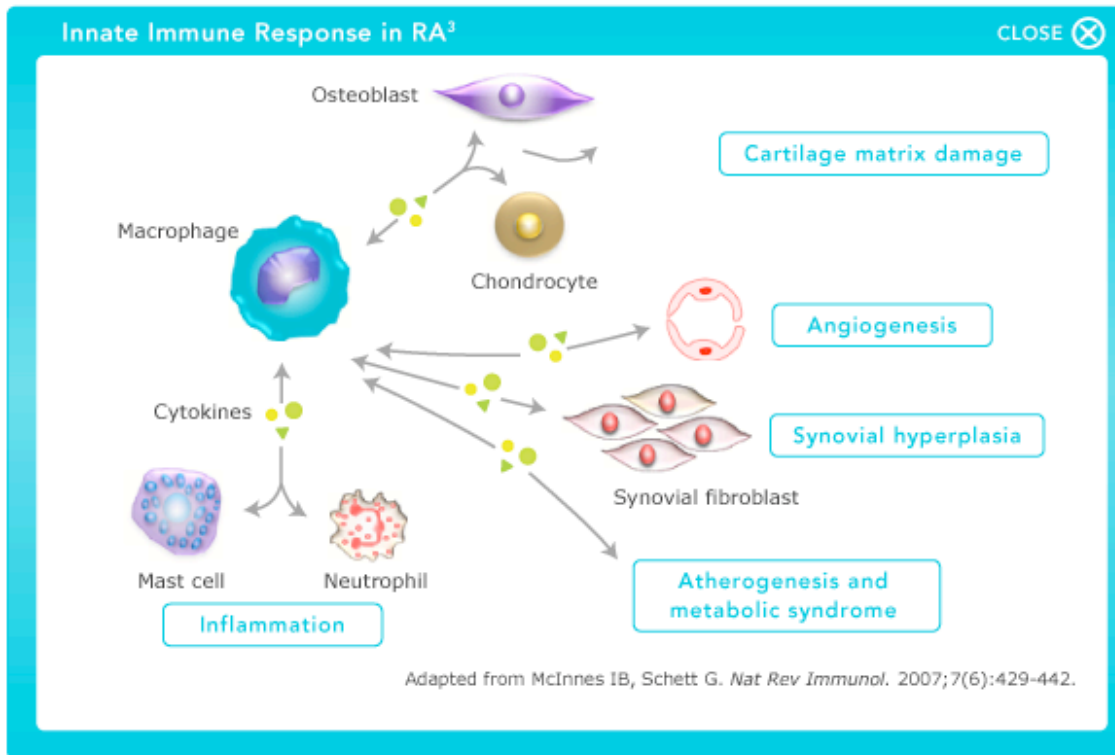 Innate Immune Response in RA³
CLOSE
Osteoblast
Cartilage matrix damage
Macrophage
Chondrocyte
Angiogenesis
Cytokines
Synovial hyperplasia
Synovial fibroblast
Mast cell
Neutrophil
Inflammation
Atherogenesis and
metabolic syndrome
Adapted from McInnes IB, Schett G. Nat Rev Immunol. 2007;7(6):429-442.